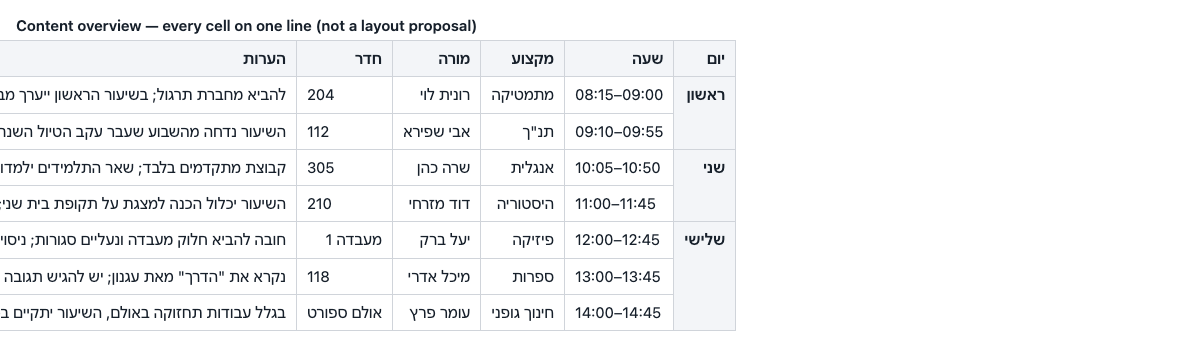 Content overview — every cell on one line (not a layout proposal)
יום שעה מקצוע מורה חדר הערות
ראשון 08:15–09:00 מתמטיקה רונית לוי 204 להביא מחברת תרגול; בשיעור הראשון ייערך
09:10–09:55 תנ"ך אבי שפירא 112 השיעור נדחה מהשבוע שעבר עקב הטיול
שני 10:05–10:50 אנגלית שרה כהן 305 קבוצת מתקדמים בלבד; שאר התלמידים ילמדו
11:00–11:45 היסטוריה דוד מזרחי 210 השיעור יכלול הכנה למצגת על תקופת בית שני;
שלישי 12:00–12:45 פיזיקה יעל ברק מעבדה 1 חובה להביא חלוק מעבדה ונעליים סגורות; ניסוי
13:00–13:45 ספרות מיכל אדרי 118 נקרא את "הדרך" מאת עגנון; יש להגיש תגובה
14:00–14:45 חינוך גופני עומר פרץ אולם ספורט בגלל עבודות תחזוקה באולם, השיעור יתקיים